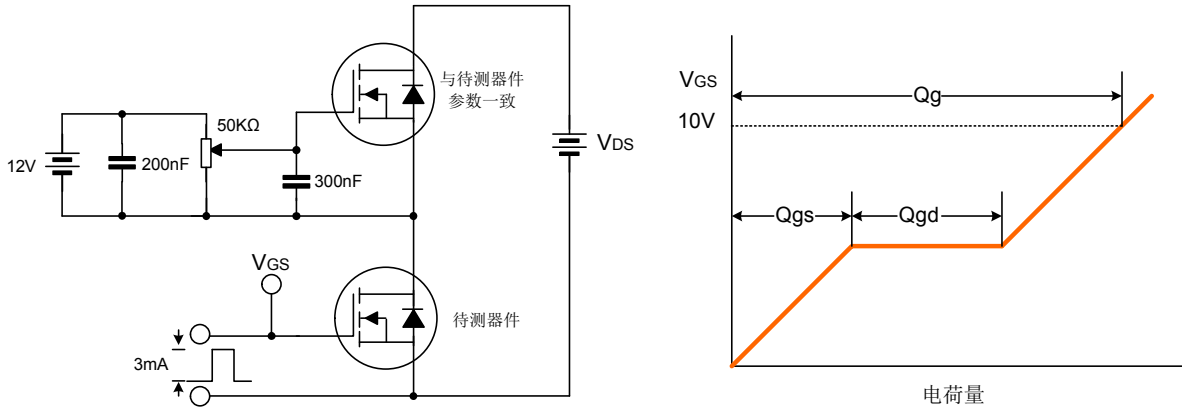 与待测器件
参数一致
50KΩ
12V
200nF
300nF
VDS
VGS
待测器件
3mA
VGS
10V
Qg
Qgs
Qgd
电荷量